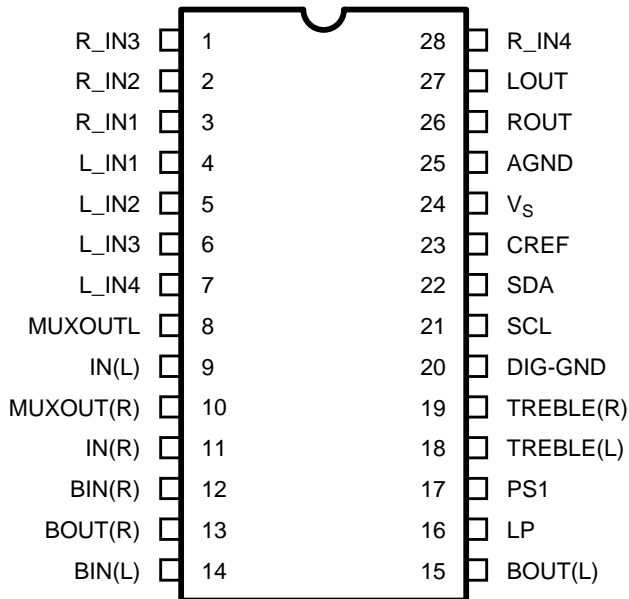 R_IN3 1 28 R_IN4
R_IN2 2 27 LOUT
R_IN1 3 26 ROUT
L_IN1 4 25 AGND
L_IN2 5 24 VS
L_IN3 6 23 CREF
L_IN4 7 22 SDA
MUXOUTL 8 21 SCL
IN(L) 9 20 DIG-GND
MUXOUT(R) 10 19 TREBLE(R)
IN(R) 11 18 TREBLE(L)
BIN(R) 12 17 PS1
BOUT(R) 13 16 LP
BIN(L) 14 15 BOUT(L)